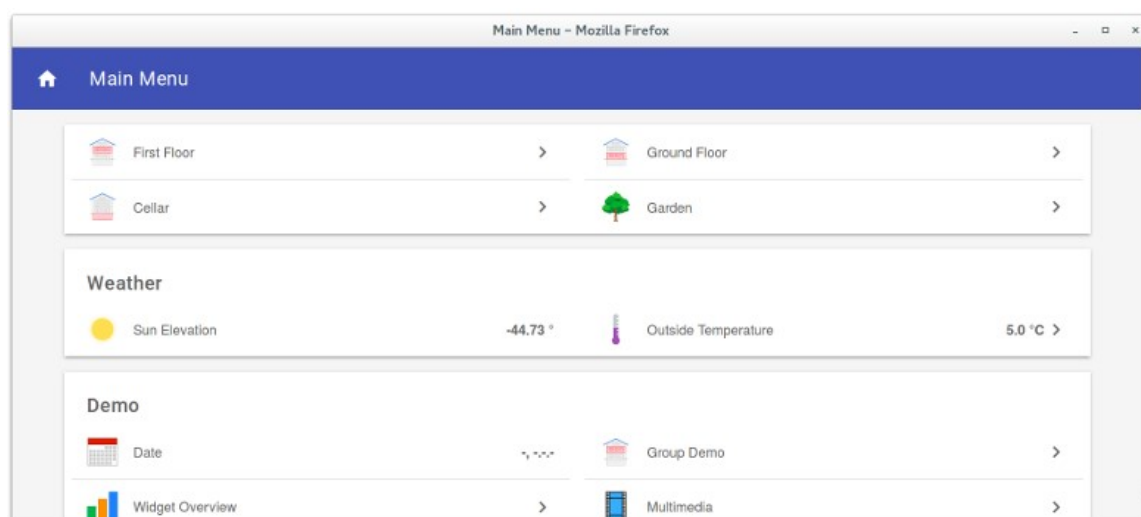 Main Menu – Mozilla Firefox
Main Menu
First Floor
Ground Floor
Cellar
Garden
Weather
Sun Elevation -44.73 °
Outside Temperature 5.0 °C
Demo
Date -, -.-.-
Group Demo
Widget Overview
Multimedia